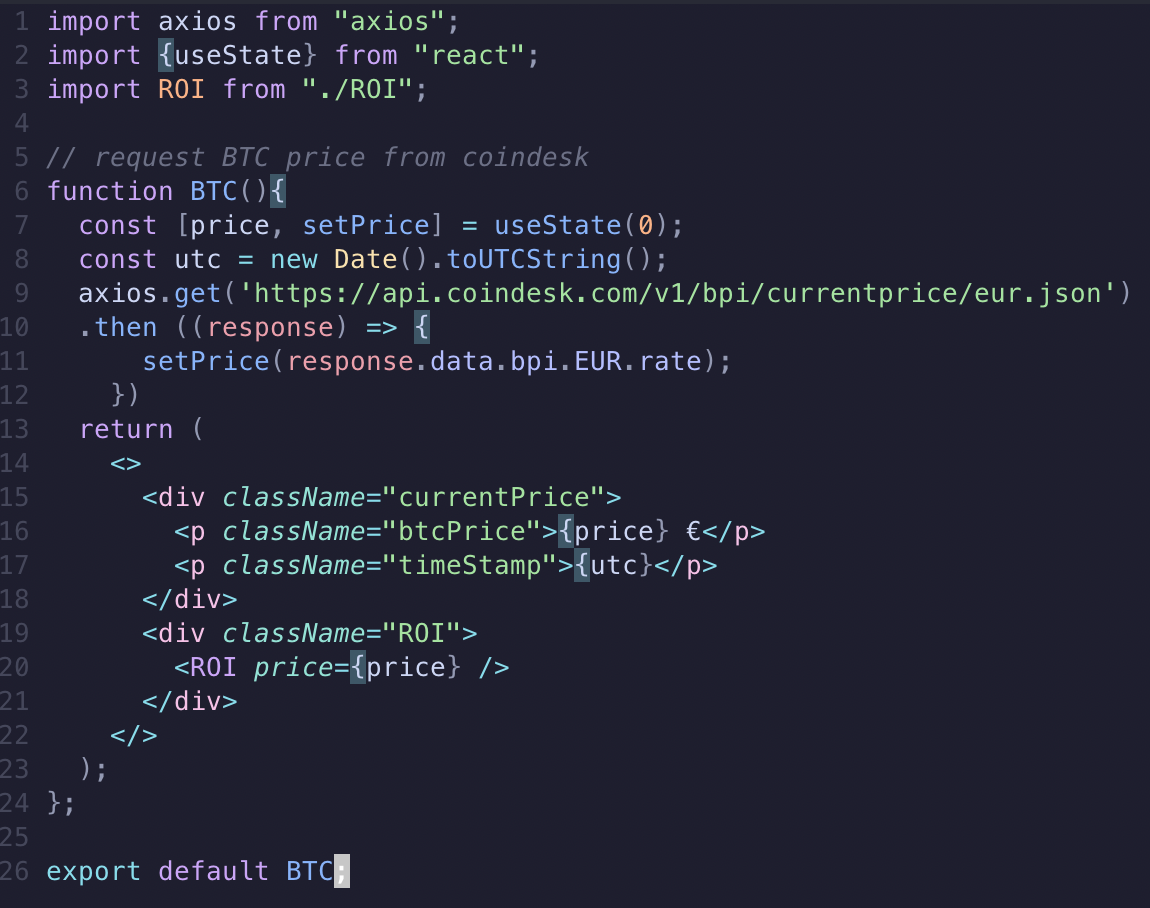 1 import axios from "axios";
2 import {useState} from "react";
3 import ROI from "./ROI";
4
5 // request BTC price from coindesk
6 function BTC(){
7   const [price, setPrice] = useState(0);
8   const utc = new Date().toUTCString();
9   axios.get('https://api.coindesk.com/v1/bpi/currentprice/eur.json')
10   .then ((response) => {
11       setPrice(response.data.bpi.EUR.rate);
12     })
13   return (
14     <>
15       <div className="currentPrice">
16         <p className="btcPrice">{price} €</p>
17         <p className="timeStamp">{utc}</p>
18       </div>
19       <div className="ROI">
20         <ROI price={price} />
21       </div>
22     </>
23   );
24 };
25
26 export default BTC;